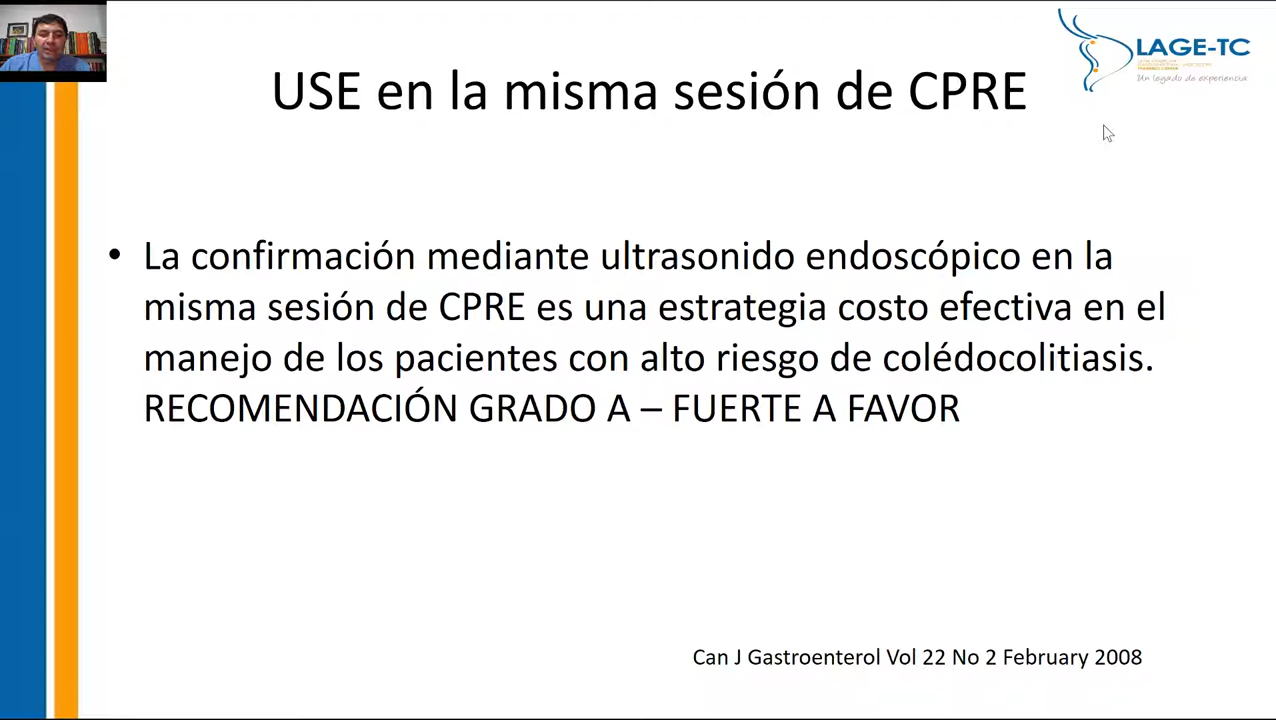 LAGE-TC
Un legado de experiencia
USE en la misma sesión de CPRE
• La confirmación mediante ultrasonido endoscópico en la
misma sesión de CPRE es una estrategia costo efectiva en el
manejo de los pacientes con alto riesgo de colédocolitiasis.
RECOMENDACIÓN GRADO A – FUERTE A FAVOR
Can J Gastroenterol Vol 22 No 2 February 2008